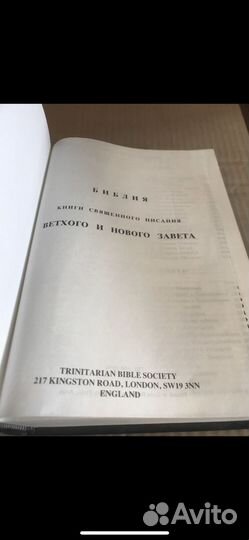 БИБЛИЯ
КНИГИ СВЯЩЕННОГО ПИСАНИЯ
ВЕТХОГО И НОВОГО ЗАВЕТА
TRINITARIAN BIBLE SOCIETY
217 KINGSTON ROAD, LONDON, SW19 3NN
ENGLAND
Avito